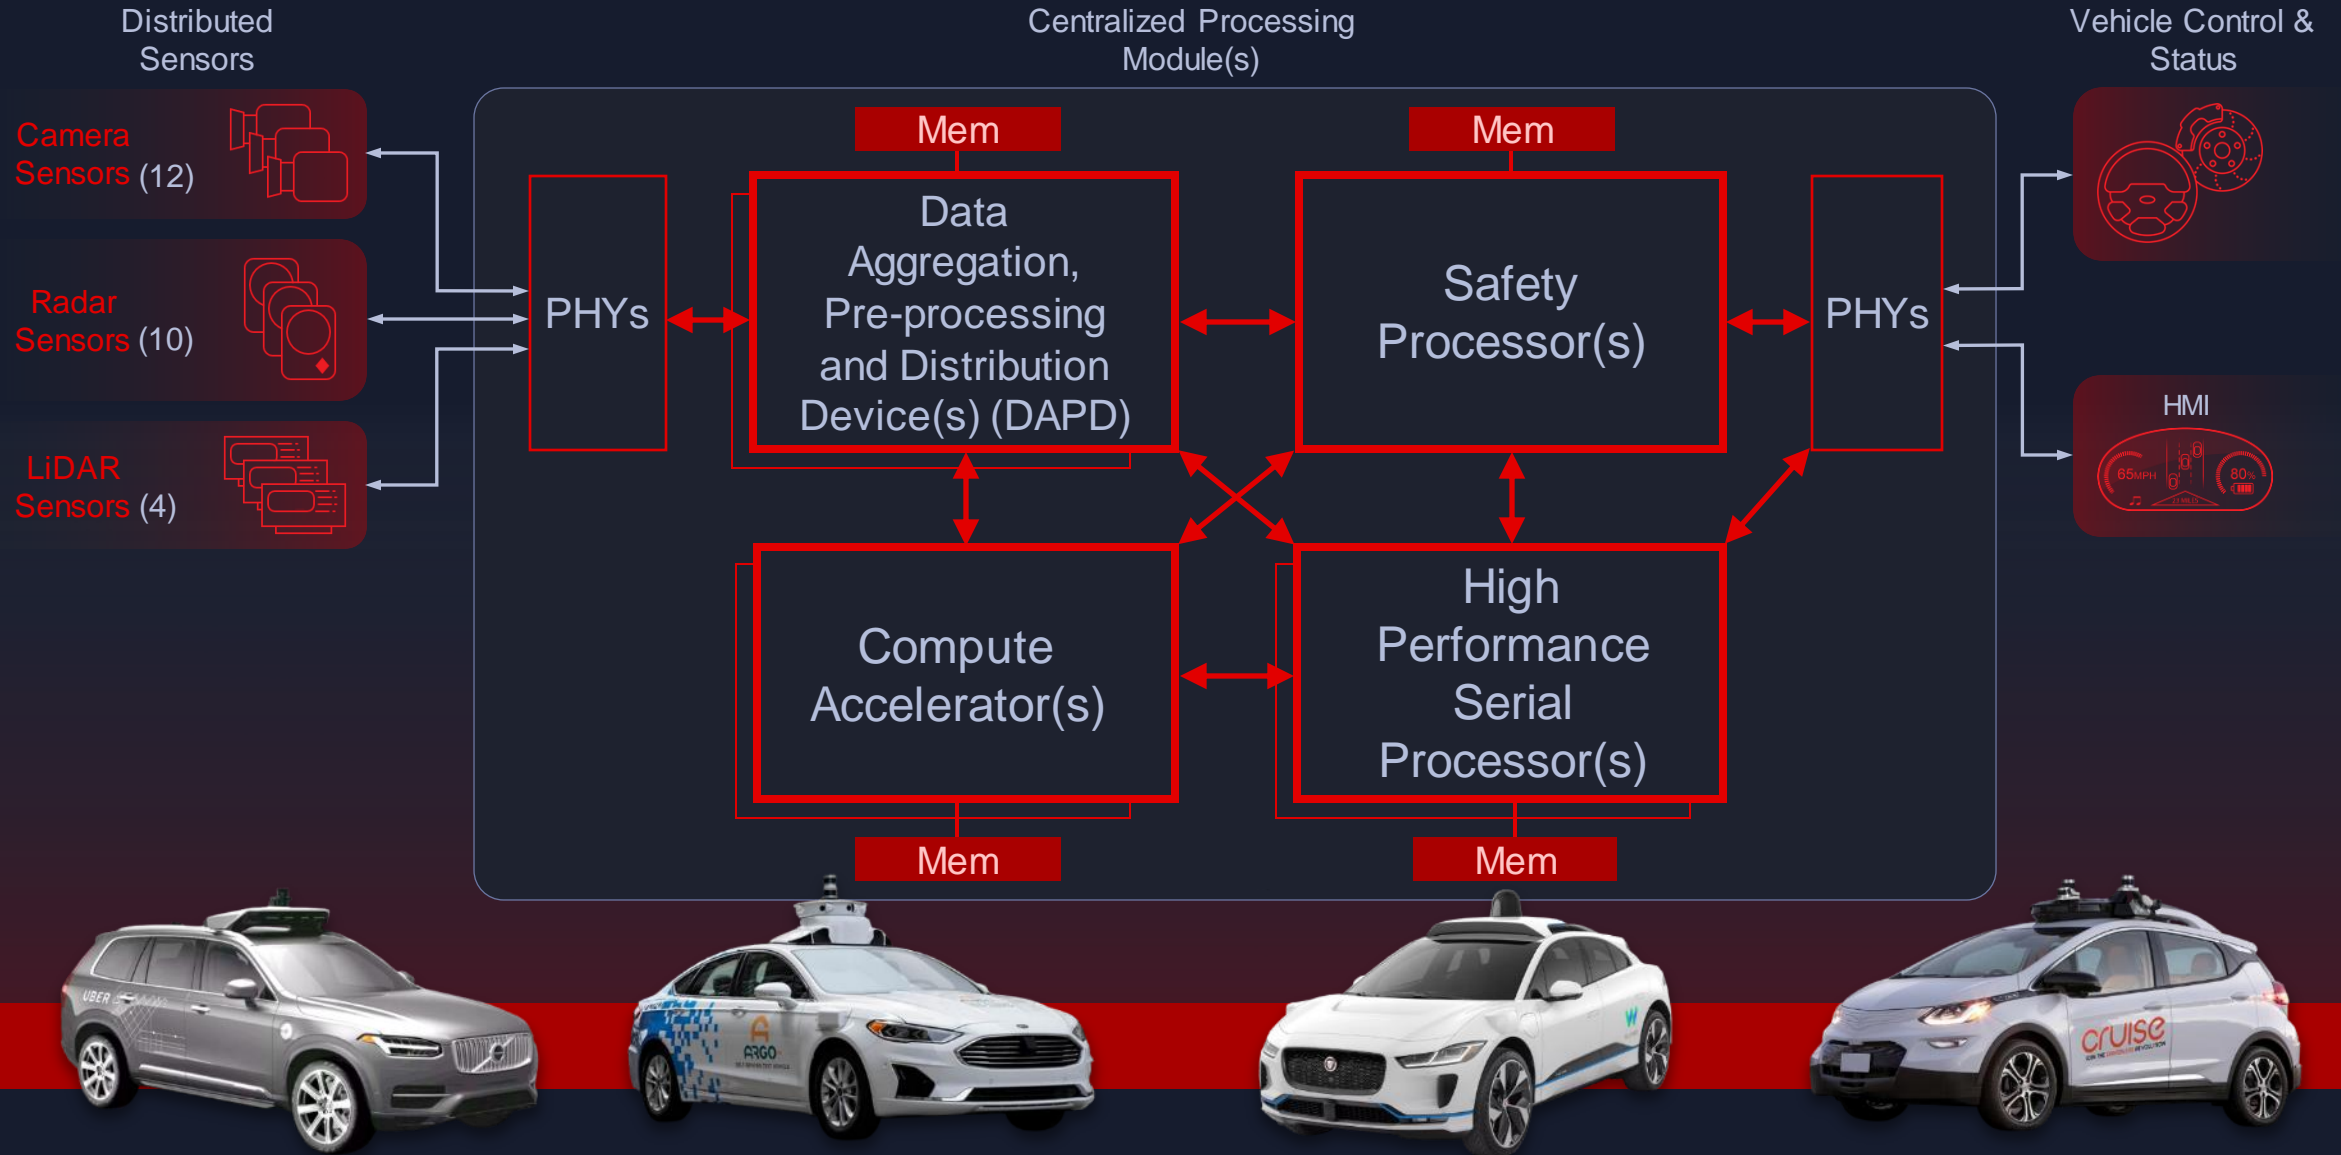 Distributed
Sensors
Centralized Processing
Module(s)
Vehicle Control &
Status
Camera
Sensors (12)
Radar
Sensors (10)
LiDAR
Sensors (4)
PHYs
Mem
Data
Aggregation,
Pre-processing
and Distribution
Device(s) (DAPD)
Mem
Safety
Processor(s)
PHYs
Compute
Accelerator(s)
Mem
High
Performance
Serial
Processor(s)
Mem
HMI
65MPH
80%
UBER
ARGO
cruise